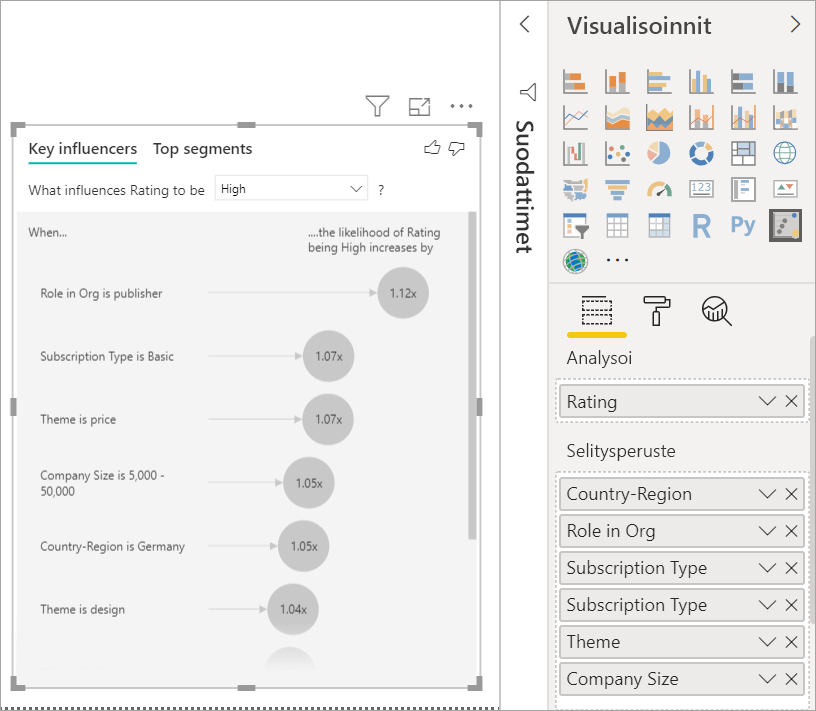 Visualisoinnit
Suodattimet
Key influencers Top segments
What influences Rating to be High ?
When...
....the likelihood of Rating
being High increases by
Role in Org is publisher 1.12x
Subscription Type is Basic 1.07x
Theme is price 1.07x
Company Size is 5,000 -
50,000
1.05x
Country-Region is Germany 1.05x
Theme is design 1.04x
123
R Py
Analysoi
Rating
Selitysperuste
Country-Region
Role in Org
Subscription Type
Subscription Type
Theme
Company Size